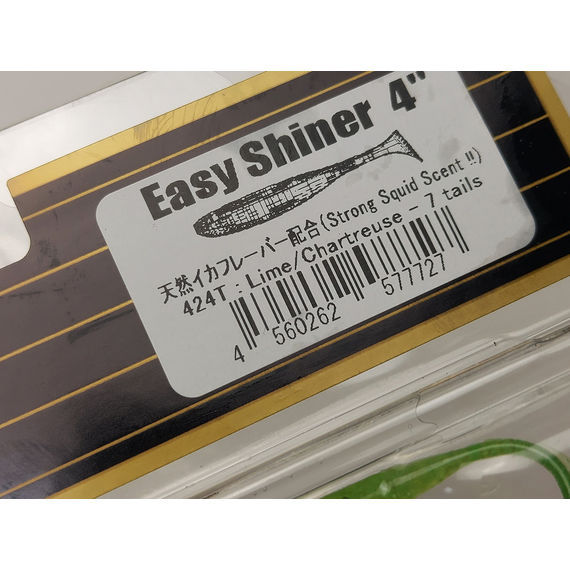 Easy Shiner 4"
天然イカフレーバー配合(Strong Squid Scent !!)
424T : Lime/Chartreuse - 7 tails
4 560262 577727